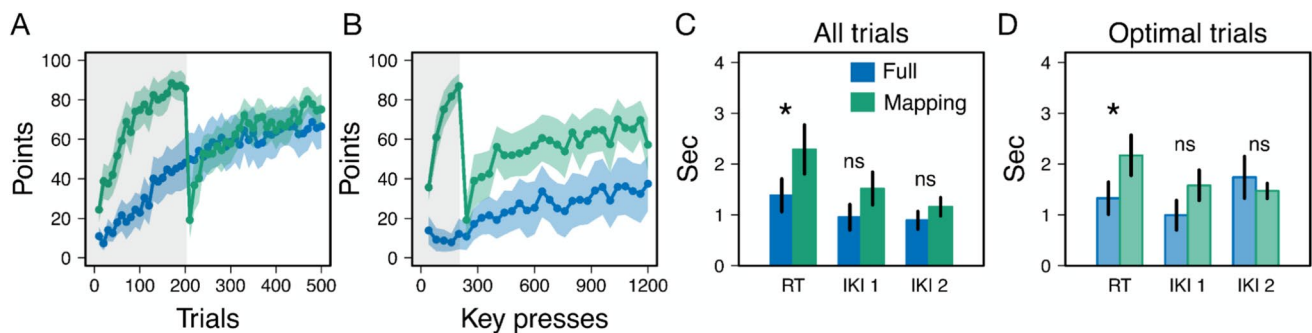 A
Points
100
80
60
40
20
0
0 100 300 500
Trials
B
Points
100
80
60
40
20
0
0 300 600 900 1200
Key presses
C
All trials
Sec
4
3
2
1
0
Full
Mapping
*
ns
ns
RT IKI 1 IKI 2
D
Optimal trials
Sec
4
3
2
1
0
*
ns
ns
RT IKI 1 IKI 2